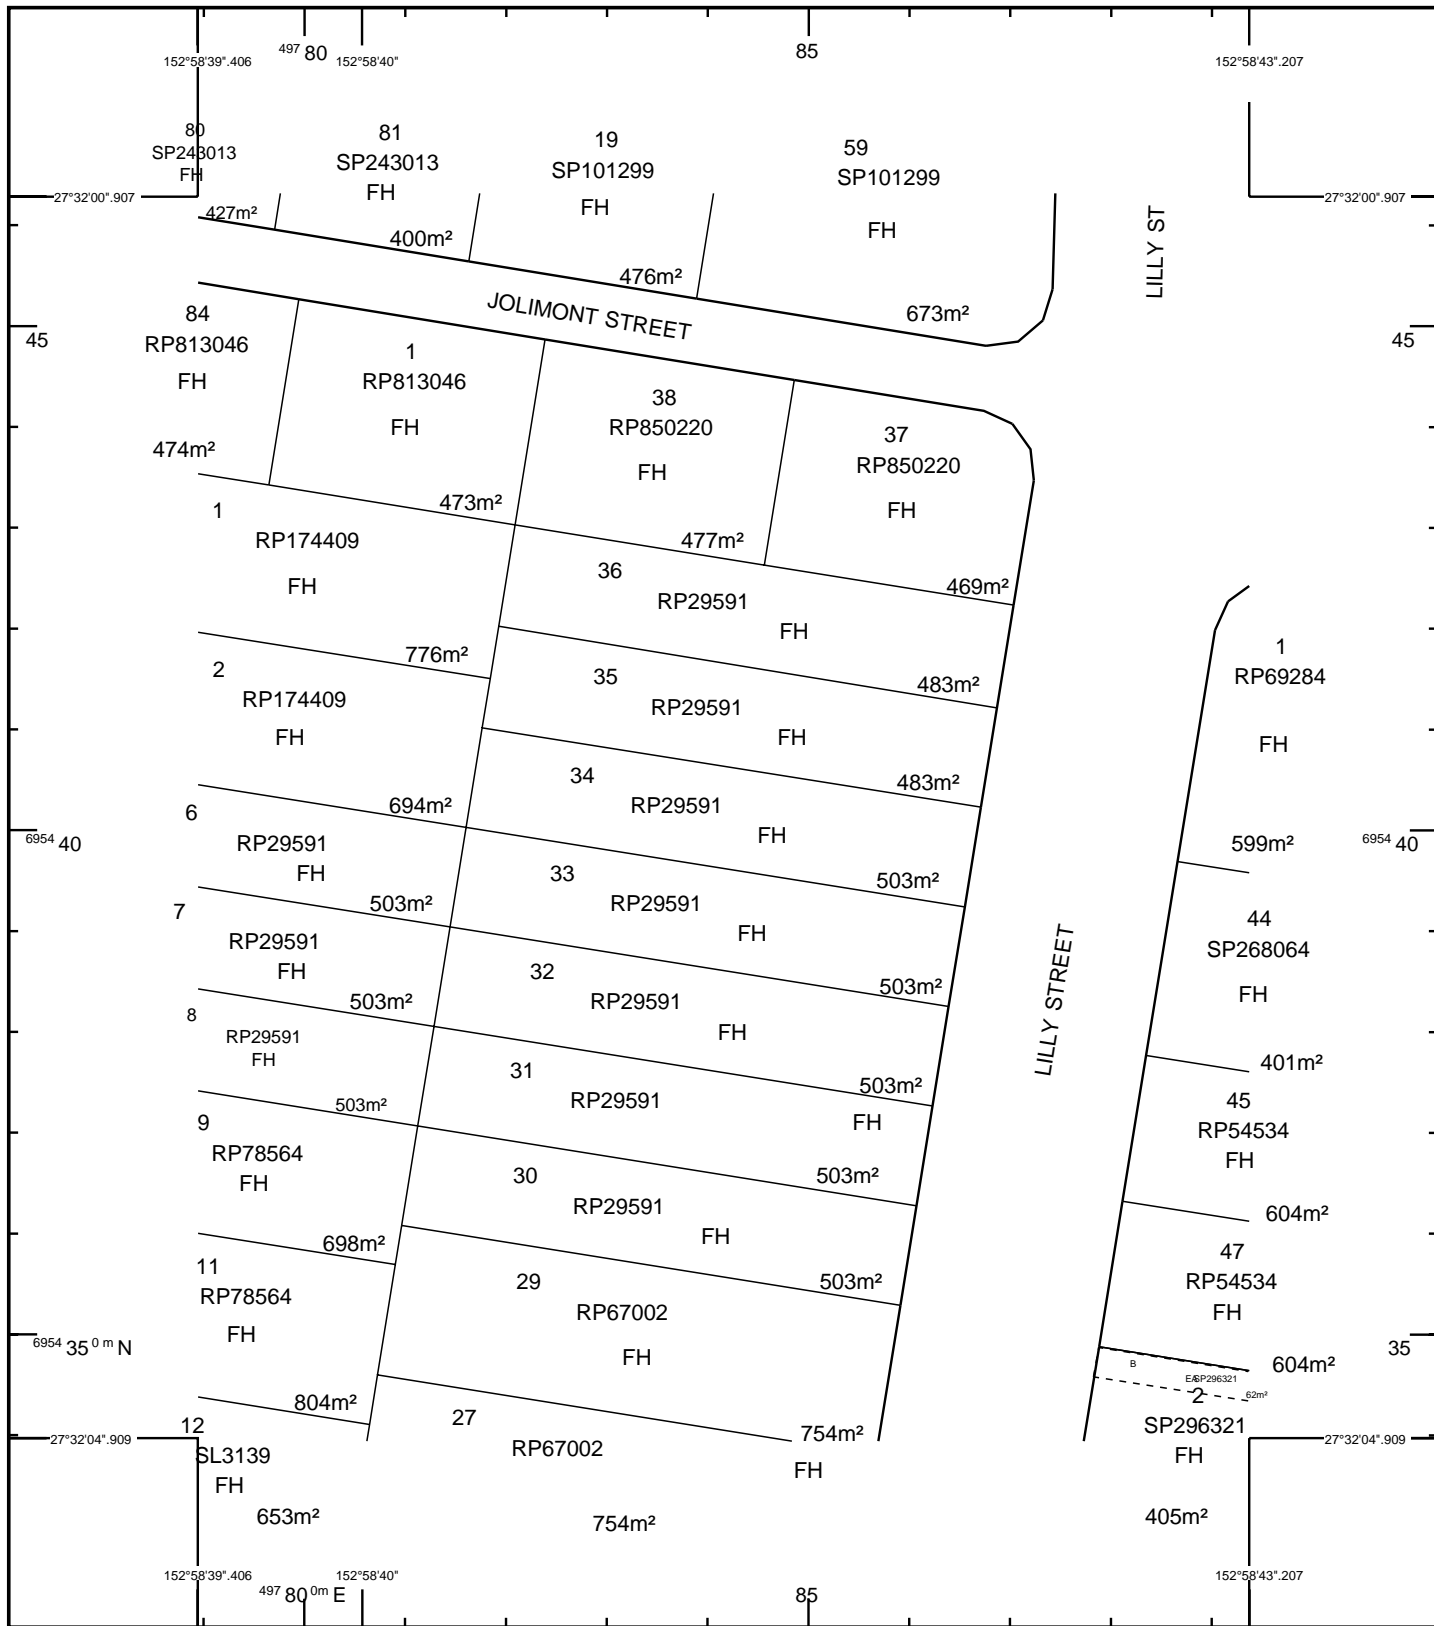 497 80
85
152°58'39".406
152°58'40"
152°58'43".207
80
SP243013
FH
427m²
81
SP243013
FH
400m²
19
SP101299
FH
476m²
59
SP101299
FH
673m²
LILLY ST
27°32'00".907
27°32'00".907
JOLIMONT STREET
45
45
84
RP813046
FH
474m²
1
RP813046
FH
473m²
38
RP850220
FH
477m²
37
RP850220
FH
469m²
1
RP174409
FH
776m²
36
RP29591
FH
483m²
2
RP174409
FH
694m²
35
RP29591
FH
483m²
1
RP69284
FH
599m²
34
RP29591
FH
503m²
6954 40
6954 40
6
RP29591
FH
503m²
33
RP29591
FH
503m²
7
RP29591
FH
503m²
32
RP29591
FH
503m²
44
SP268064
FH
401m²
LILLY STREET
8
RP29591
FH
503m²
31
RP29591
FH
503m²
45
RP54534
FH
604m²
9
RP78564
FH
698m²
30
RP29591
FH
503m²
47
RP54534
FH
604m²
11
RP78564
FH
804m²
29
RP67002
FH
754m²
6954 35 0 m N
35
B
SP296321
62m²
2
SP296321
FH
405m²
12
SL3139
FH
653m²
27
RP67002
FH
754m²
27°32'04".909
27°32'04".909
152°58'39".406
152°58'40"
152°58'43".207
497 80 0m E
85